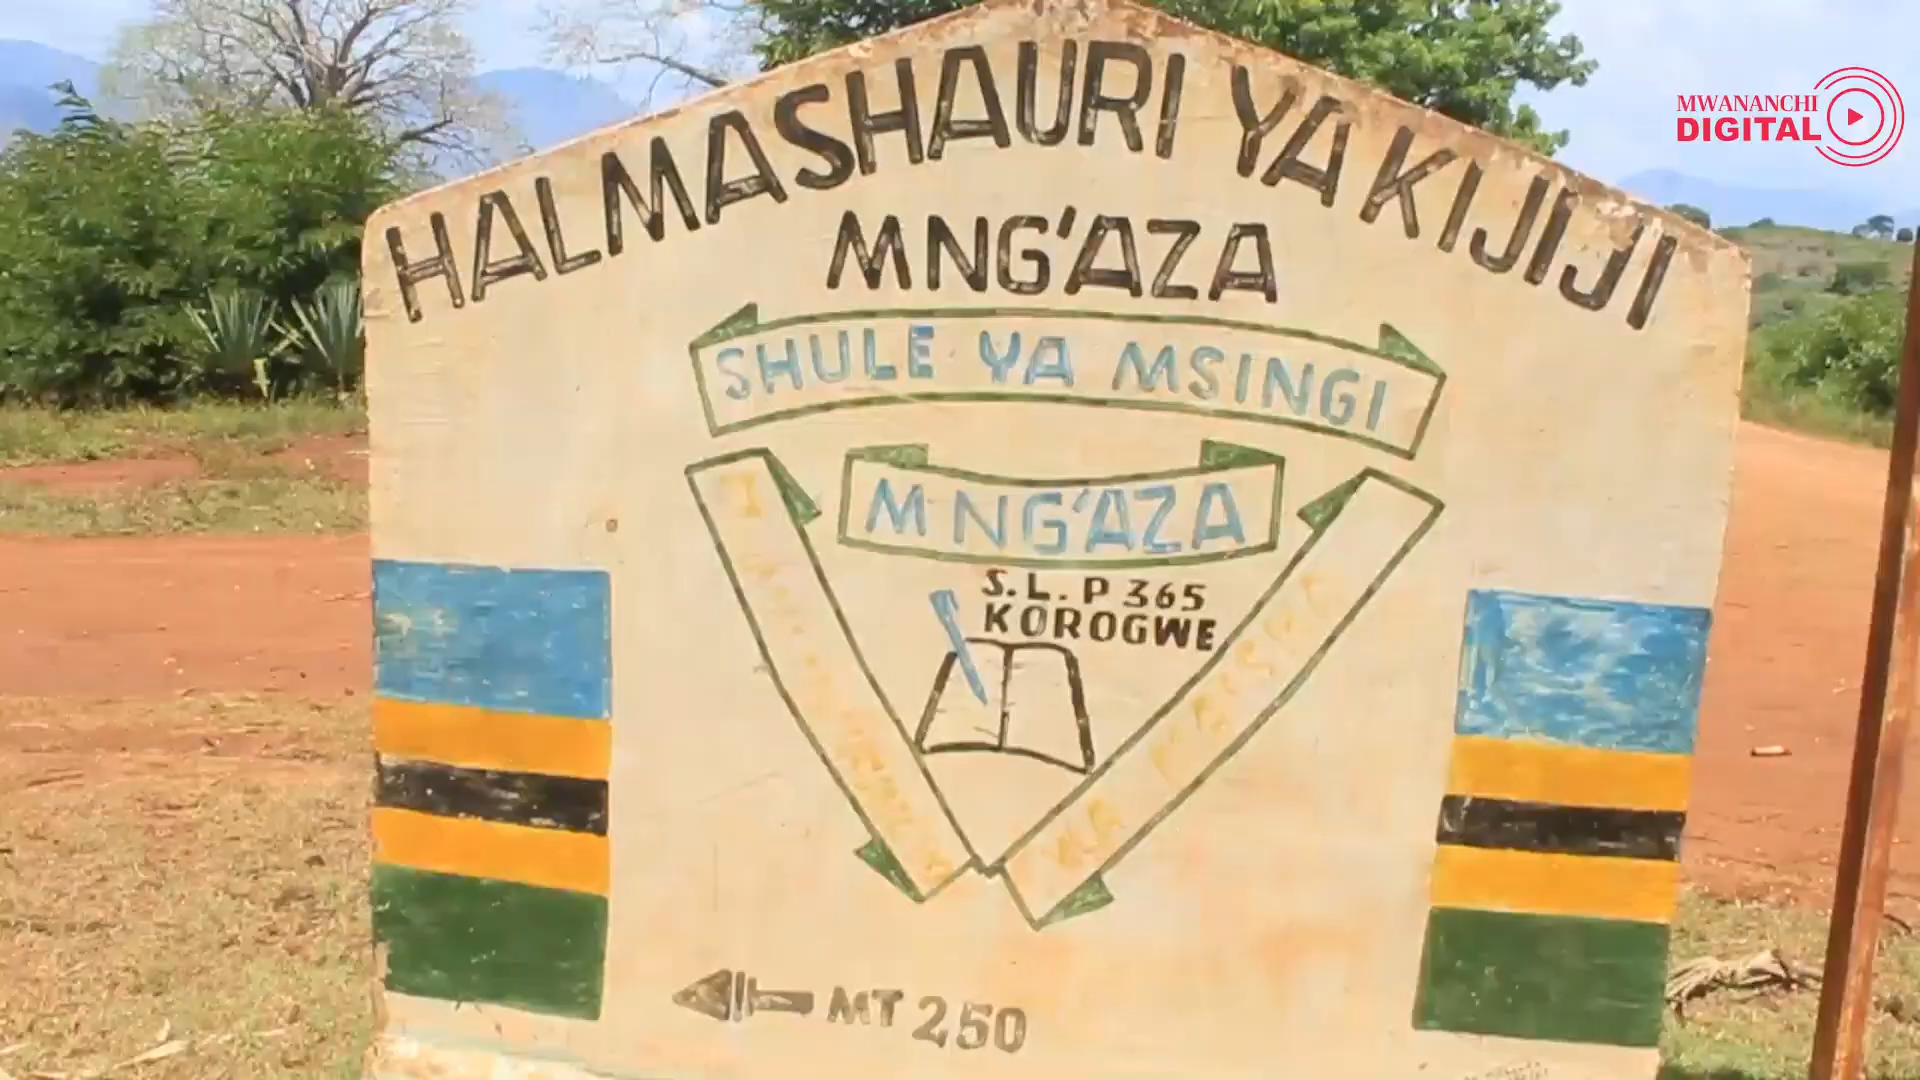 HALMASHAURI YA KIJIJI
MNG'AZA
SHULE YA MSINGI
MNG'AZA
S.L.P 365
KOROGWE
MT 250
MWANANCHI
DIGITAL